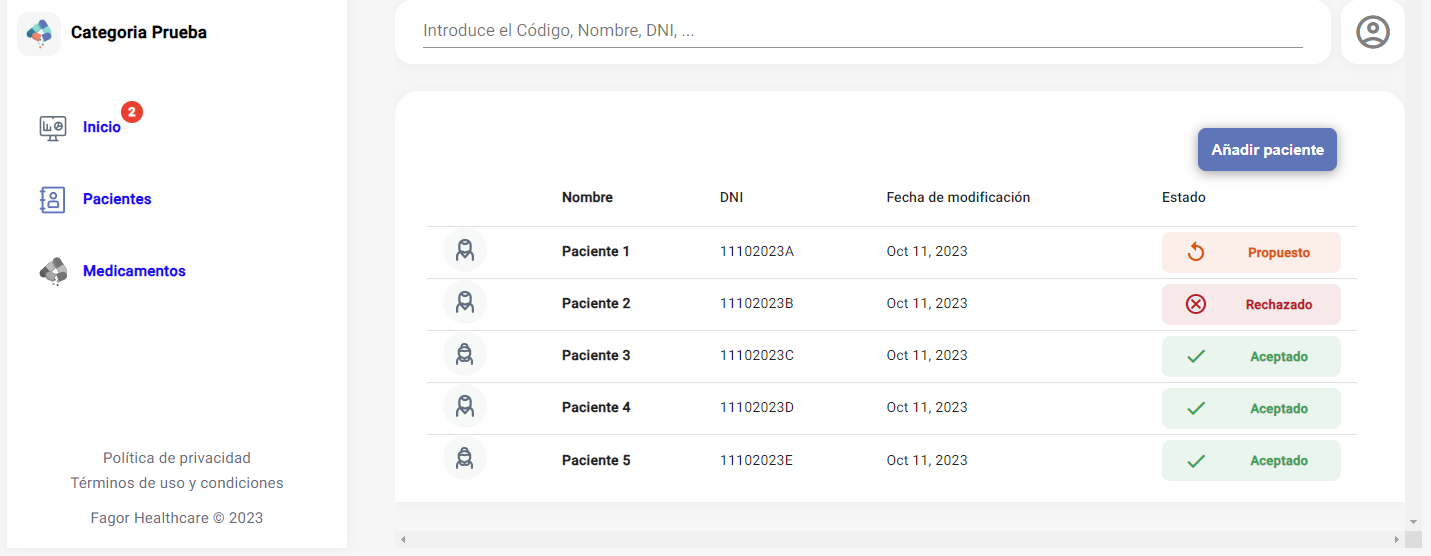 Categoria Prueba
Inicio 2
Pacientes
Medicamentos
Política de privacidad
Términos de uso y condiciones
Fagor Healthcare © 2023
Introduce el Código, Nombre, DNI, ...
Añadir paciente
Nombre DNI Fecha de modificación Estado
Paciente 1 11102023A Oct 11, 2023 Propuesto
Paciente 2 11102023B Oct 11, 2023 Rechazado
Paciente 3 11102023C Oct 11, 2023 Aceptado
Paciente 4 11102023D Oct 11, 2023 Aceptado
Paciente 5 11102023E Oct 11, 2023 Aceptado